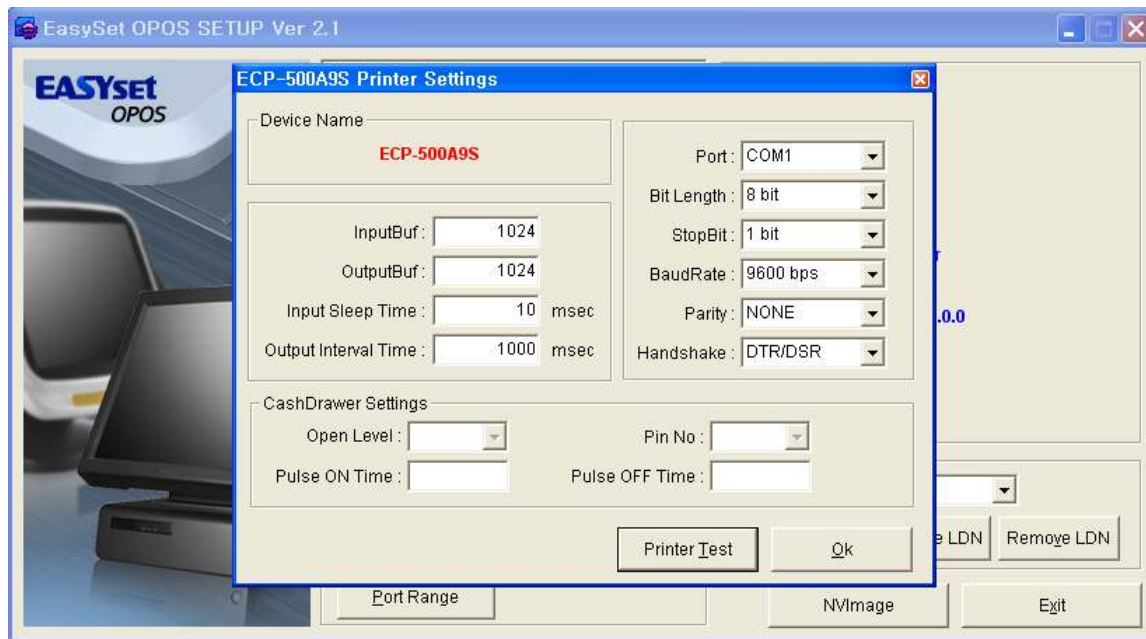 EasySet OPOS SETUP Ver 2.1
EASYset
OPOS
ECP-500A9S Printer Settings
Device Name
ECP-500A9S
InputBuf : 1024
OutputBuf : 1024
Input Sleep Time : 10 msec
Output Interval Time : 1000 msec
Port : COM1
Bit Length : 8 bit
StopBit : 1 bit
BaudRate : 9600 bps
Parity : NONE
Handshake : DTR/DSR
.0.0
CashDrawer Settings
Open Level :
Pin No :
Pulse ON Time :
Pulse OFF Time :
Printer Test
Ok
LDN
Remove LDN
Port Range
NVImage
Exit